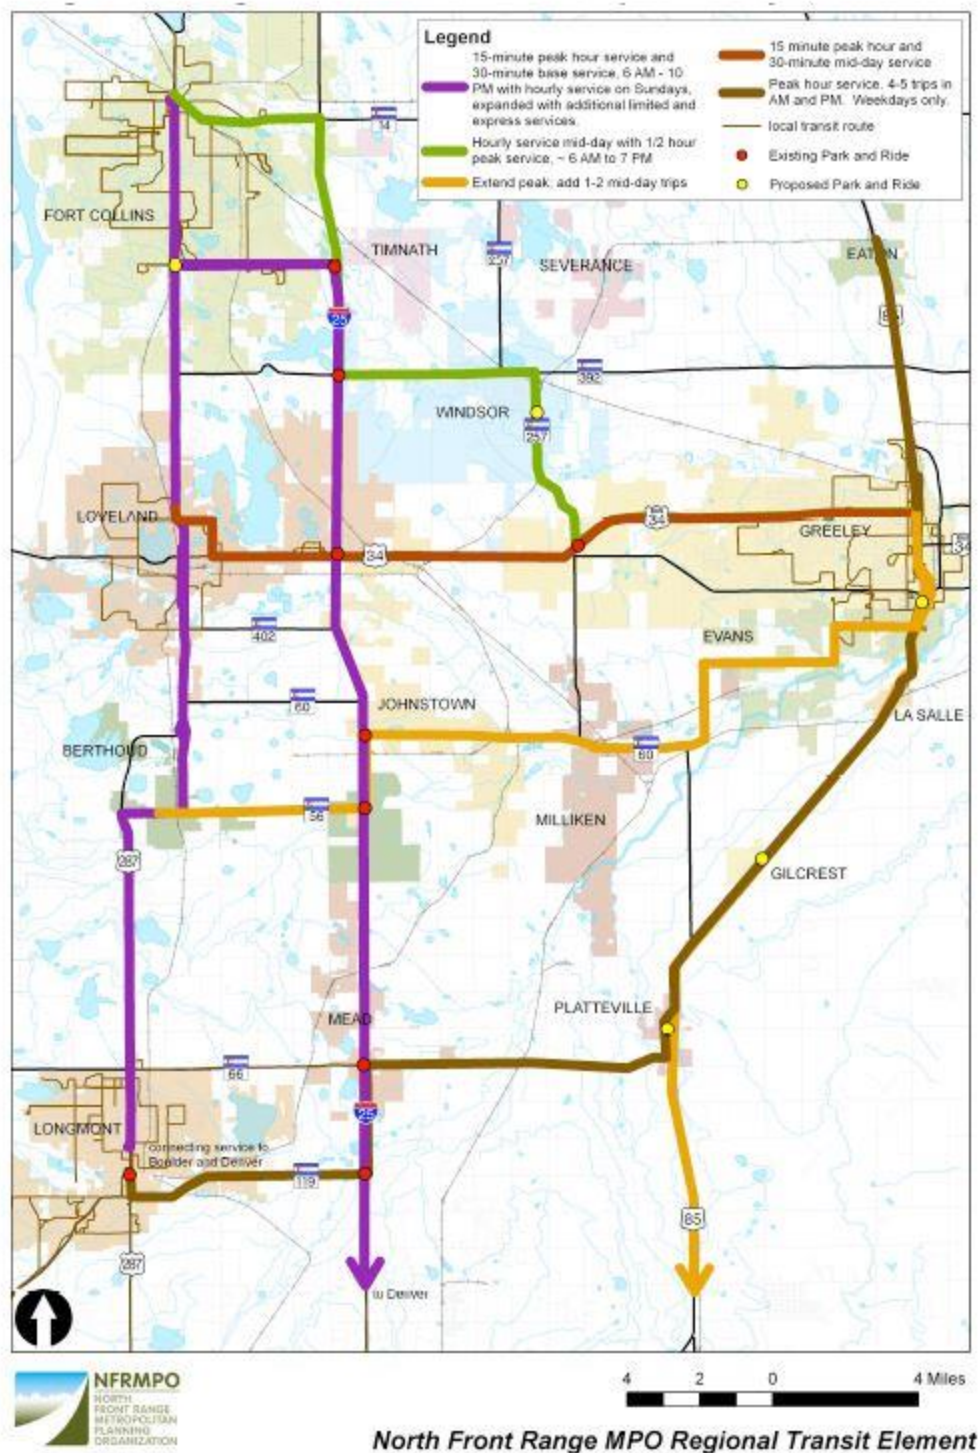 Legend
15-minute peak hour service and
30-minute base service, 6 AM - 10
PM with hourly service on Sundays,
expanded with additional limited and
express services.
Hourly service mid-day with 1/2 hour
peak service, ~ 6 AM to 7 PM
Extend peak, add 1-2 mid-day trips
15 minute peak hour and
30-minute mid-day service
Peak hour service. 4-5 trips in
AM and PM. Weekdays only.
local transit route
Existing Park and Ride
Proposed Park and Ride
14
FORT COLLINS
TIMNATH
257
SEVERANCE
EATON
85
25
392
WINDSOR
257
LOVELAND
34
GREELEY
34
34
402
EVANS
60
JOHNSTOWN
LA SALLE
BERTHOUD
60
56
MILLIKEN
287
GILCREST
PLATTEVILLE
MEAD
66
25
LONGMONT
connecting service to
Boulder and Denver
119
85
287
to Denver
NFRMPO
NORTH
FRONT RANGE
METROPOLITAN
PLANNING
ORGANIZATION
4 2 0 4 Miles
North Front Range MPO Regional Transit Element